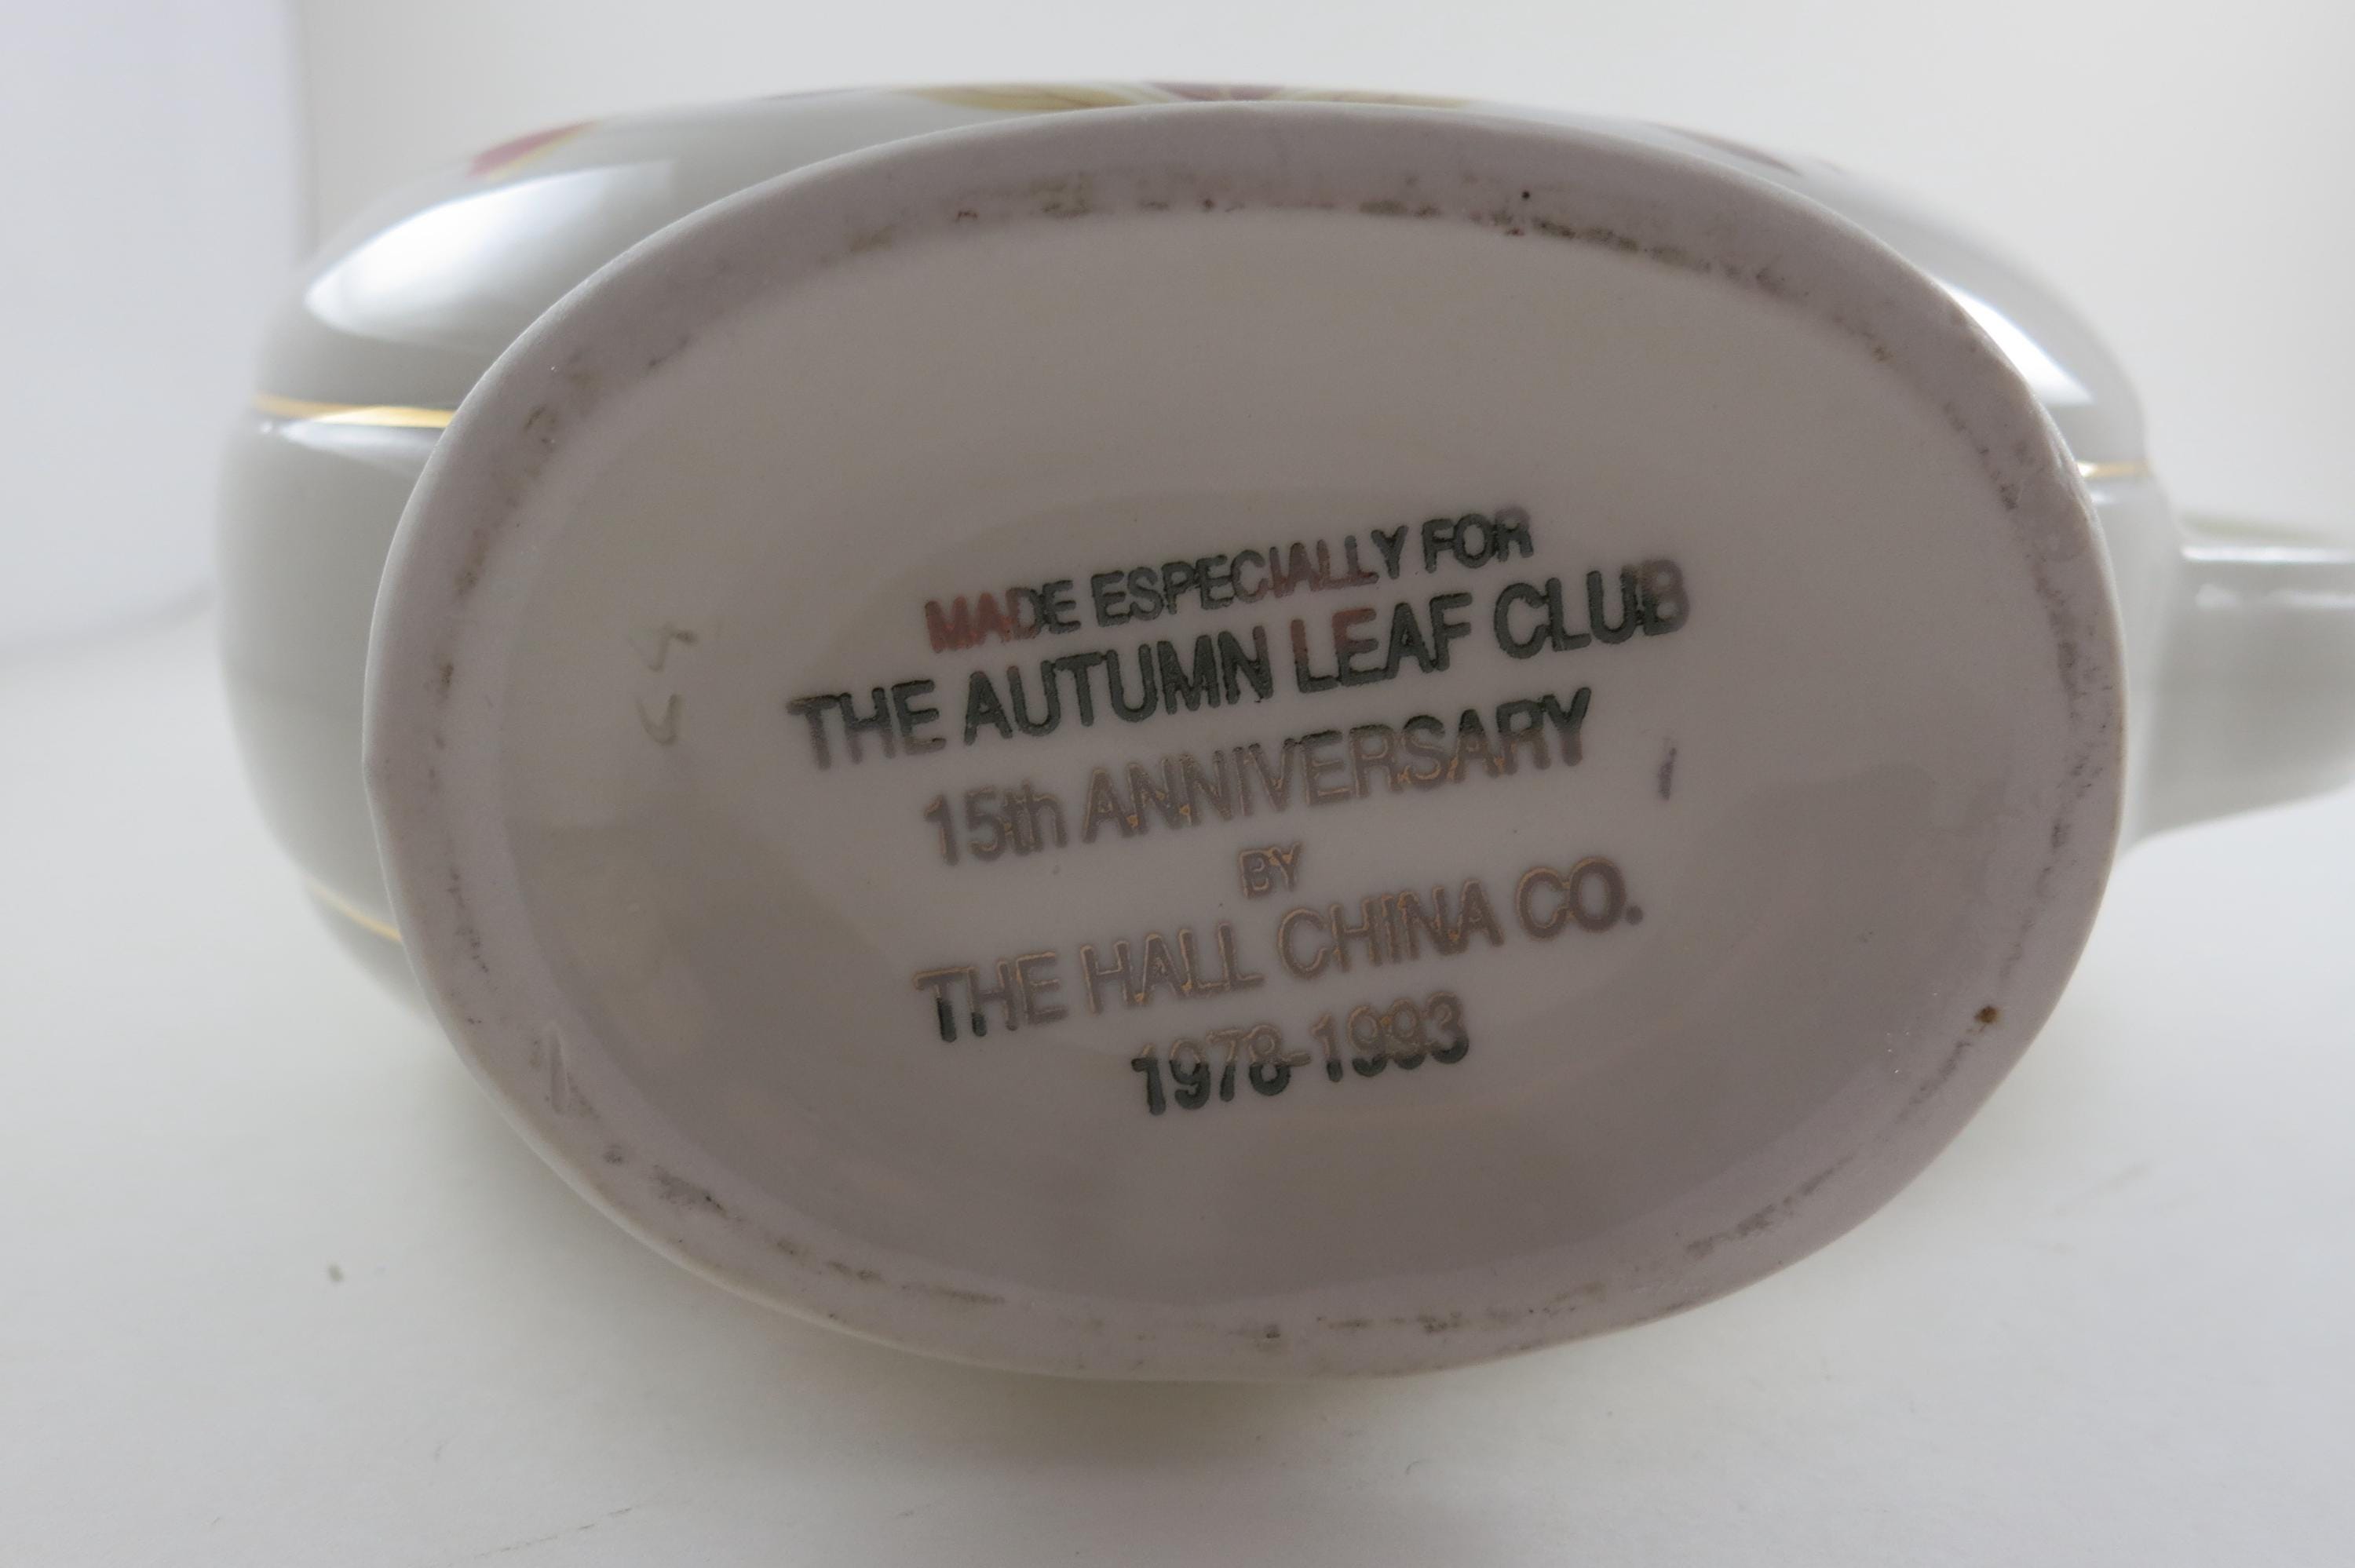 MADE ESPECIALLY FOR
THE AUTUMN LEAF CLUB
15th ANNIVERSARY
BY
THE HALL CHINA CO.
1978-1993